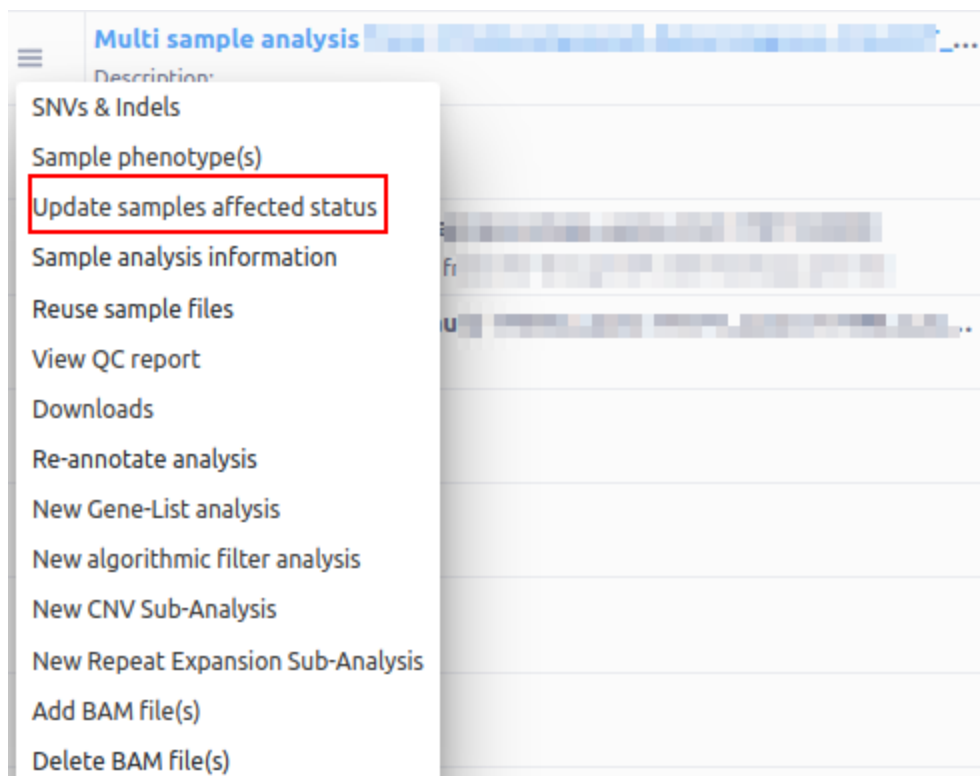 Multi sample analysis
Description:
SNVs & Indels
Sample phenotype(s)
Update samples affected status
Sample analysis information
Reuse sample files
View QC report
Downloads
Re-annotate analysis
New Gene-List analysis
New algorithmic filter analysis
New CNV Sub-Analysis
New Repeat Expansion Sub-Analysis
Add BAM file(s)
Delete BAM file(s)